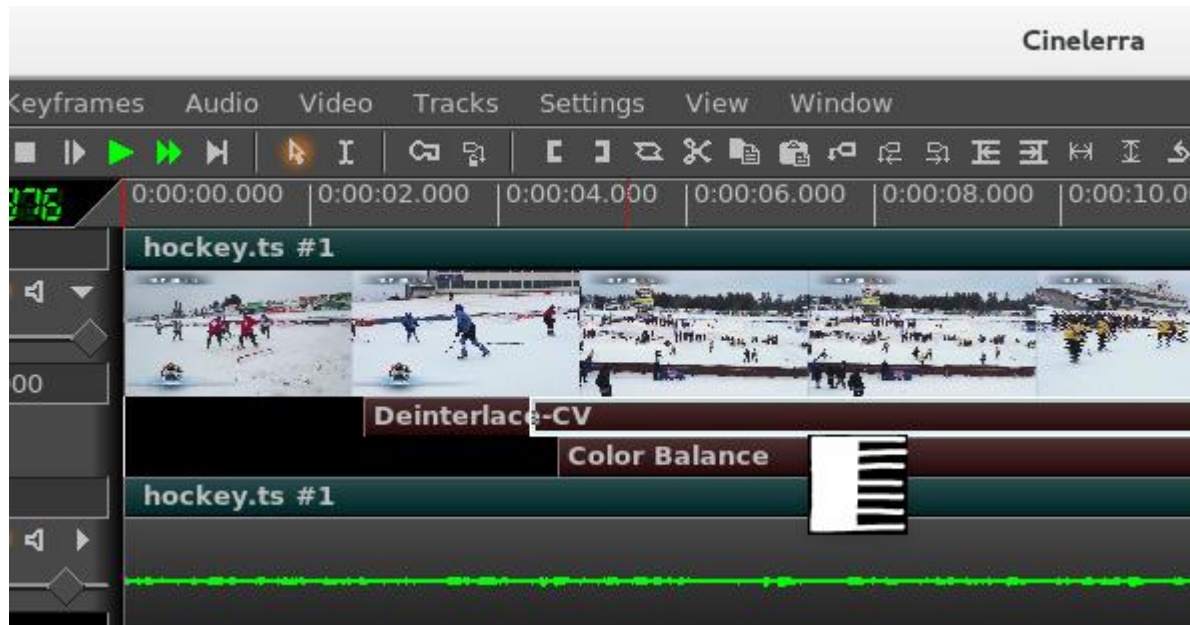 Cinelerra
Keyframes Audio Video Tracks Settings View Window
0:00:00.000 0:00:02.000 0:00:04.000 0:00:06.000 0:00:08.000 0:00:10.0
hockey.ts #1
00
Deinterlace-CV
Color Balance
hockey.ts #1